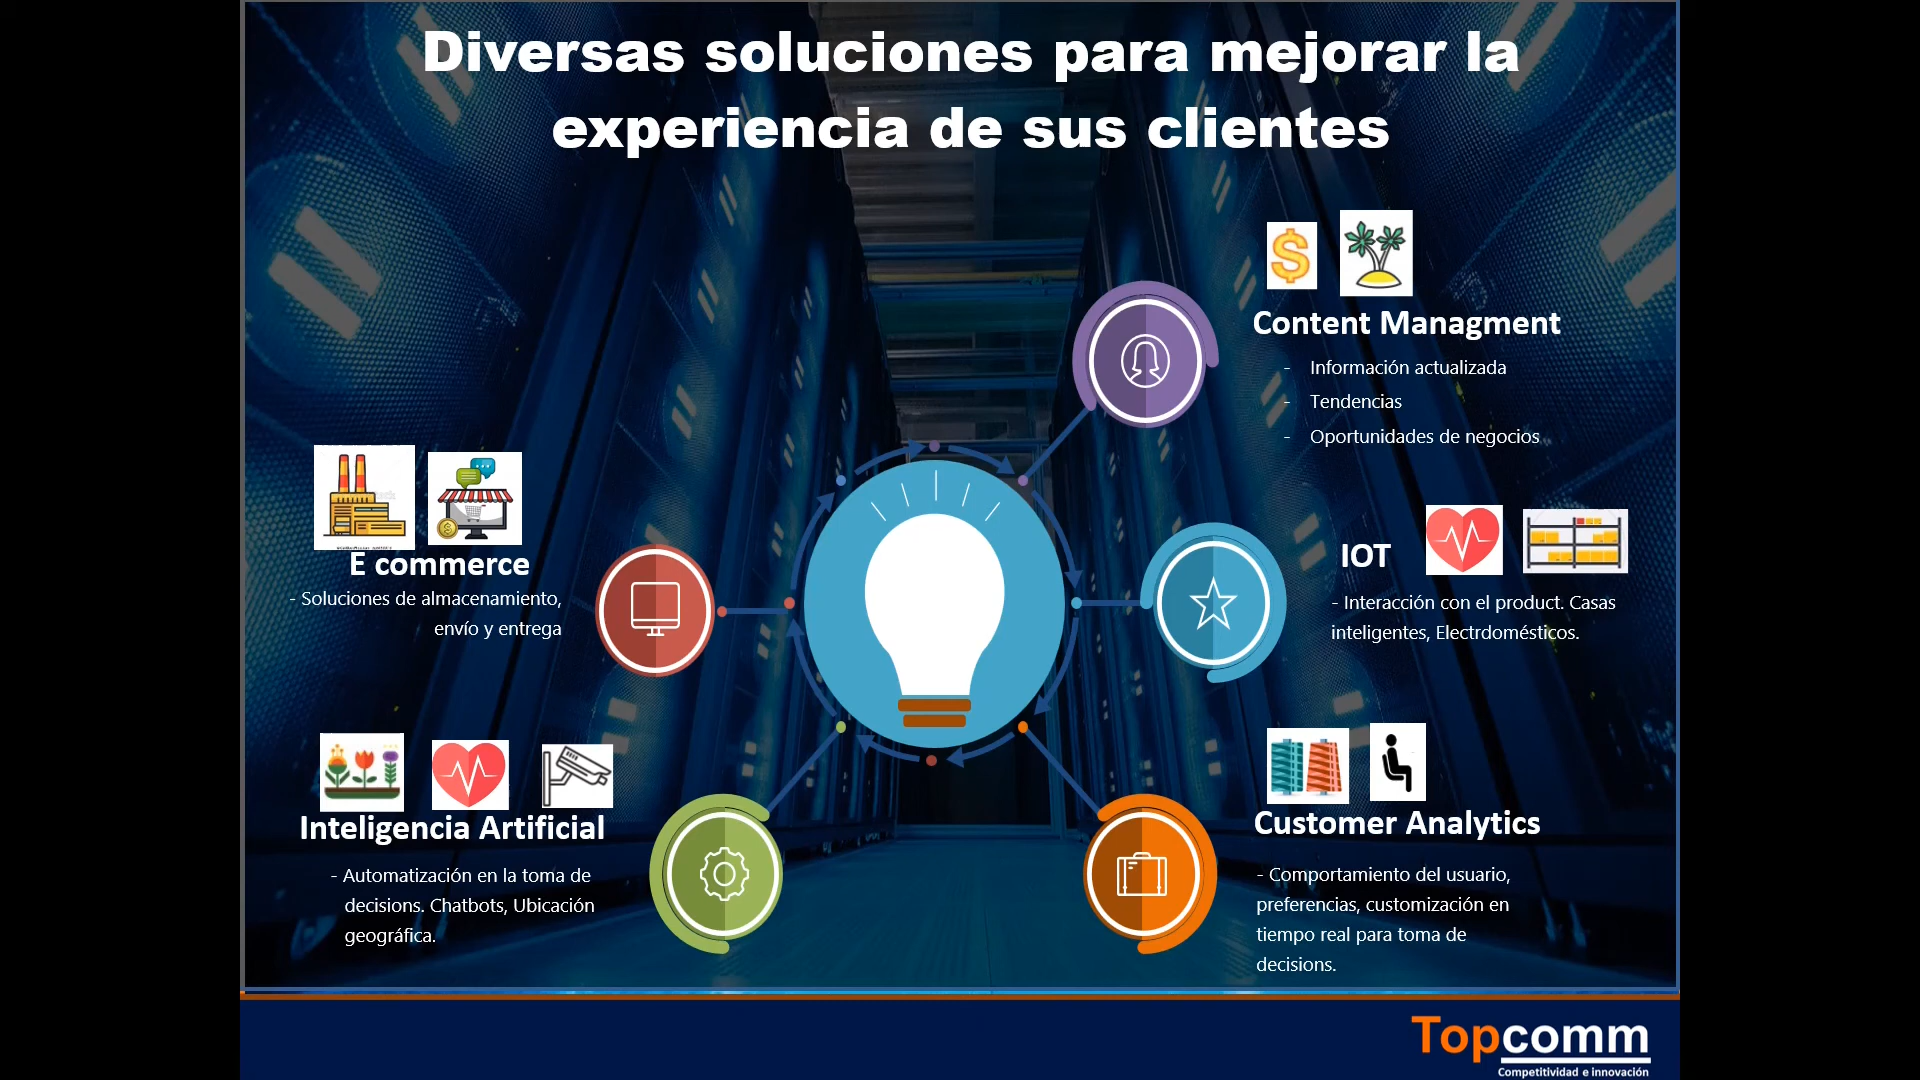 Diversas soluciones para mejorar la
experiencia de sus clientes
Content Managment
- Información actualizada
- Tendencias
- Oportunidades de negocios
E commerce
- Soluciones de almacenamiento,
envío y entrega
IOT
- Interacción con el product. Casas
inteligentes, Electrdomésticos.
Inteligencia Artificial
- Automatización en la toma de
decisions. Chatbots, Ubicación
geográfica.
Customer Analytics
- Comportamiento del usuario,
preferencias, customización en
tiempo real para toma de
decisions.
Topcomm
Competitividad e innovación